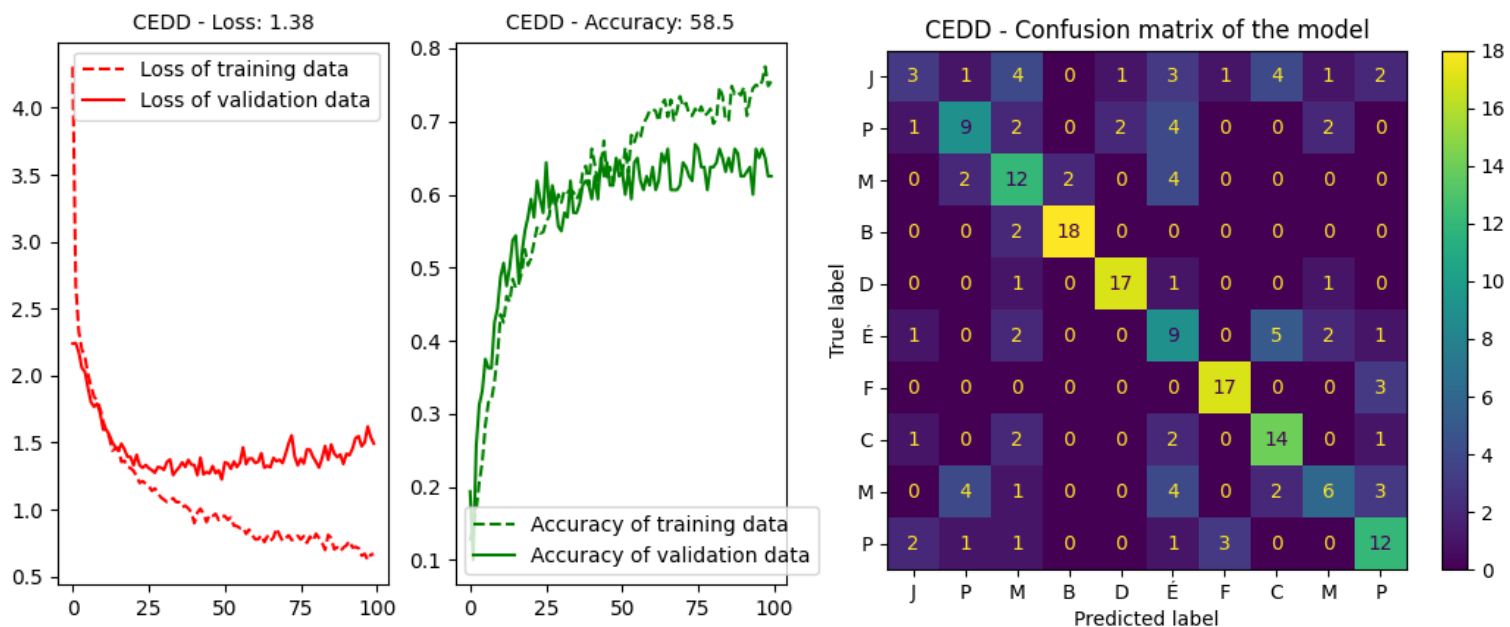 CEDD - Loss: 1.38
Loss of training data
Loss of validation data
4.0
3.5
3.0
2.5
2.0
1.5
1.0
0.5
0 25 50 75 100
CEDD - Accuracy: 58.5
0.8
0.7
0.6
0.5
0.4
0.3
0.2
0.1
Accuracy of training data
Accuracy of validation data
0 25 50 75 100
CEDD - Confusion matrix of the model
True label
J 3 1 4 0 1 3 1 4 1 2
P 1 9 2 0 2 4 0 0 2 0
M 0 2 12 2 0 4 0 0 0 0
B 0 0 2 18 0 0 0 0 0 0
D 0 0 1 0 17 1 0 0 1 0
É 1 0 2 0 0 9 0 5 2 1
F 0 0 0 0 0 0 17 0 0 3
C 1 0 2 0 0 2 0 14 0 1
M 0 4 1 0 0 4 0 2 6 3
P 2 1 1 0 0 1 3 0 0 12
J P M B D É F C M P
Predicted label
18
16
14
12
10
8
6
4
2
0